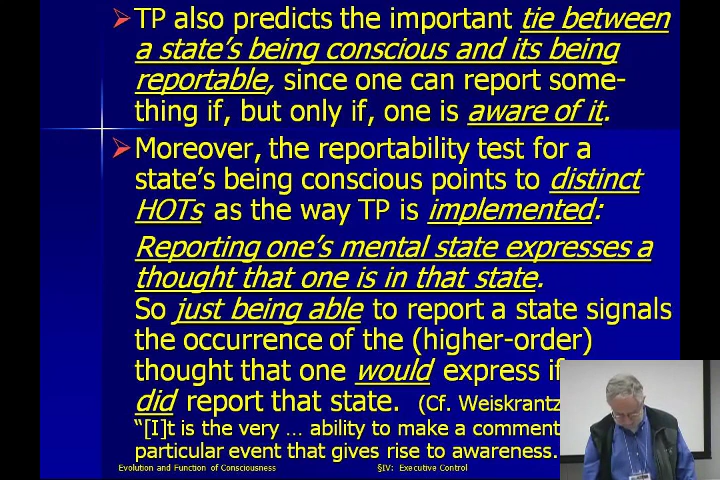 ➢TP also predicts the important tie between
a state's being conscious and its being
reportable, since one can report some-
thing if, but only if, one is aware of it.
➢Moreover, the reportability test for a
state's being conscious points to distinct
HOTs as the way TP is implemented:
Reporting one's mental state expresses a
thought that one is in that state.
So just being able to report a state signals
the occurrence of the (higher-order)
thought that one would express if
did report that state. (Cf. Weiskrantz
"[I]t is the very ... ability to make a comment
particular event that gives rise to awareness.
Evolution and Function of Consciousness §IV: Executive Control